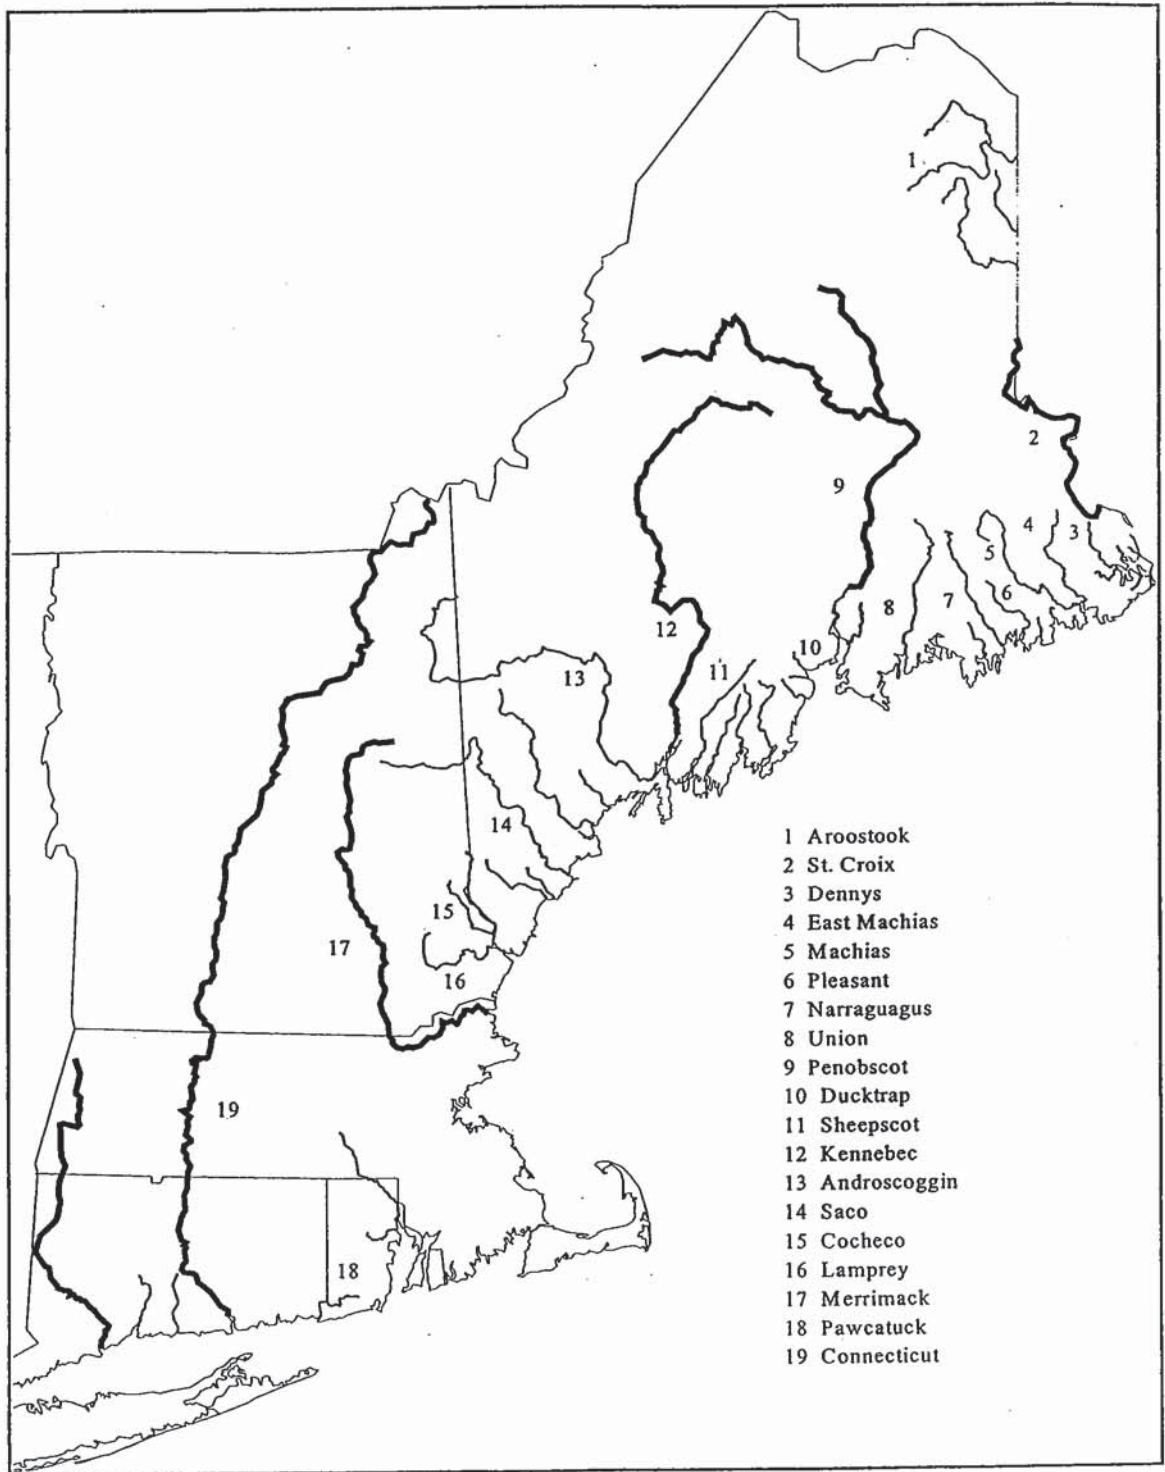 1
2
9
4
3
5
6
7
8
12
10
11
13
14
15
17
16
19
18
1 Aroostook
2 St. Croix
3 Dennys
4 East Machias
5 Machias
6 Pleasant
7 Narraguagus
8 Union
9 Penobscot
10 Ducktrap
11 Sheepscot
12 Kennebec
13 Androscoggin
14 Saco
15 Cocheco
16 Lamprey
17 Merrimack
18 Pawcatuck
19 Connecticut